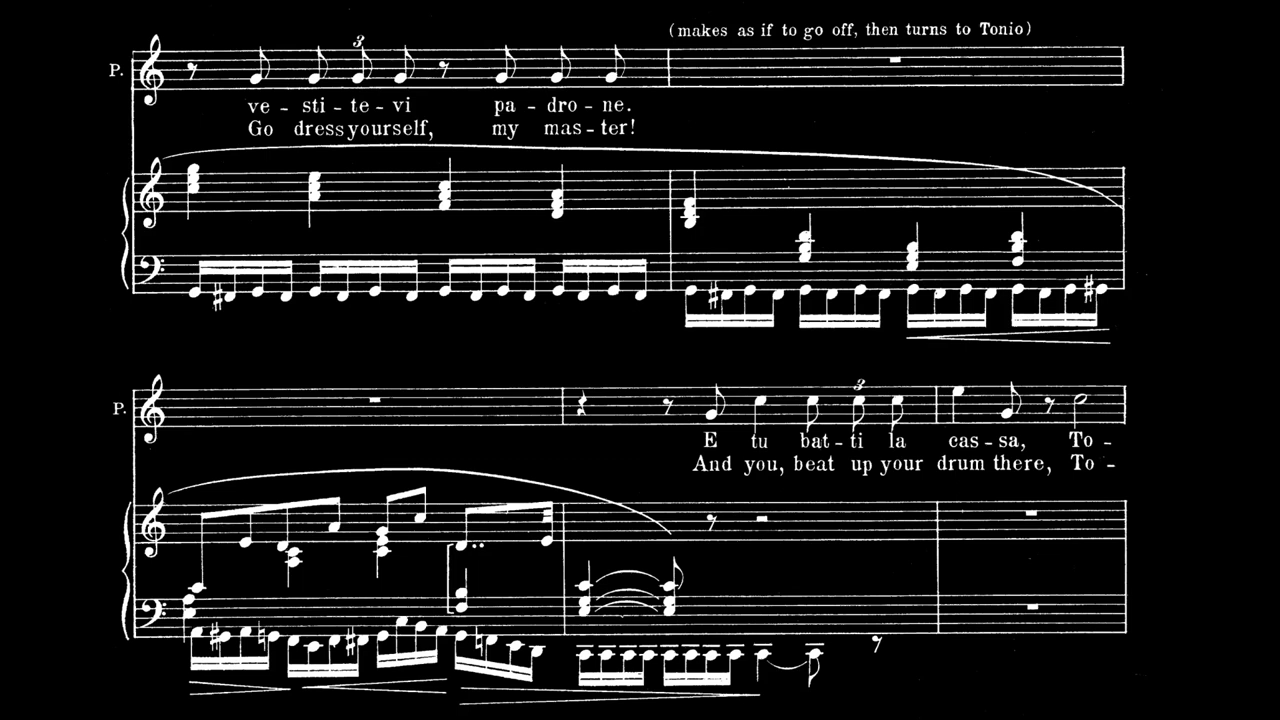 (makes as if to go off, then turns to Tonio)
P.
3
ve - sti - te - vi pa - dro - ne.
Go dress yourself, my mas - ter!
P.
3
E tu bat - ti la cas - sa, To -
And you, beat up your drum there, To -